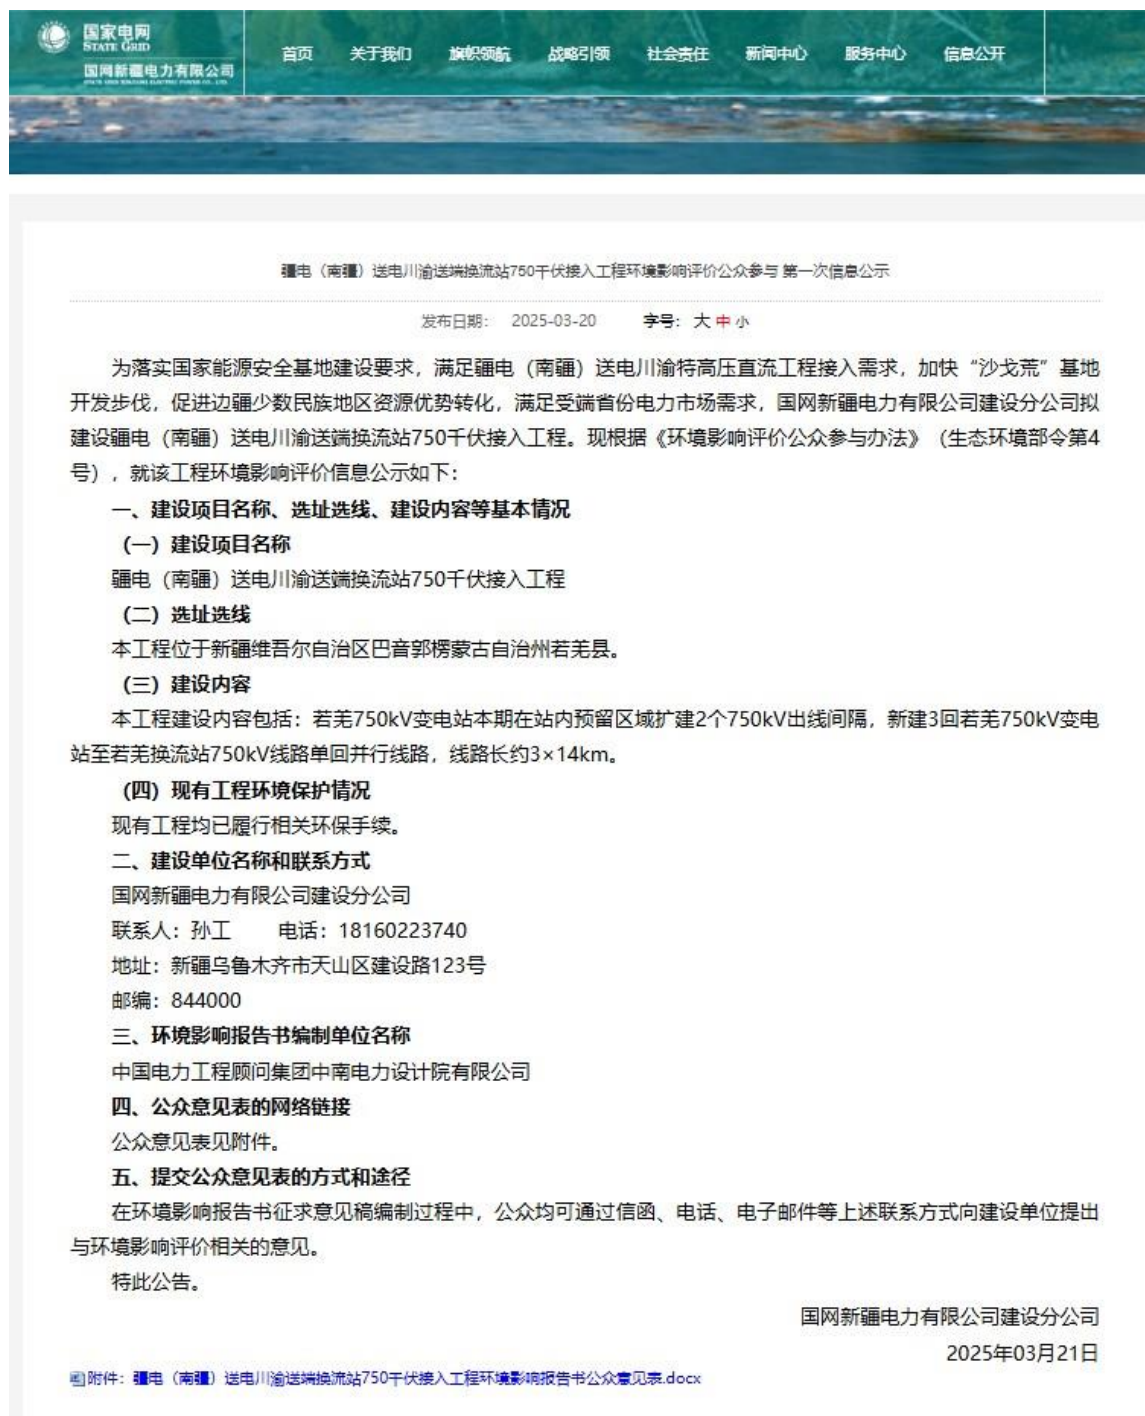 国家电网
STATE GRID
国网新疆电力有限公司
首页 关于我们 旗帜领航 战略引领 社会责任 新闻中心 服务中心 信息公开
疆电（南疆）送电川渝送端换流站750千伏接入工程环境影响评价公众参与 第一次信息公示
发布日期： 2025-03-20 字号：大 中 小
为落实国家能源安全基地建设要求，满足疆电（南疆）送电川渝特高压直流工程接入需求，加快“沙戈荒”基地
开发步伐，促进边疆少数民族地区资源优势转化，满足受端省份电力市场需求，国网新疆电力有限公司建设分公司拟
建设疆电（南疆）送电川渝送端换流站750千伏接入工程。现根据《环境影响评价公众参与办法》（生态环境部令第4
号），就该工程环境影响评价信息公示如下：
一、建设项目名称、选址选线、建设内容等基本情况
（一）建设项目名称
疆电（南疆）送电川渝送端换流站750千伏接入工程
（二）选址选线
本工程位于新疆维吾尔自治区巴音郭楞蒙古自治州若羌县。
（三）建设内容
本工程建设内容包括：若羌750kV变电站本期在站内预留区域扩建2个750kV出线间隔，新建3回若羌750kV变电
站至若羌换流站750kV线路单回并行线路，线路长约3×14km。
（四）现有工程环境保护情况
现有工程均已履行相关环保手续。
二、建设单位名称和联系方式
国网新疆电力有限公司建设分公司
联系人：孙工 电话：18160223740
地址：新疆乌鲁木齐市天山区建设路123号
邮编：844000
三、环境影响报告书编制单位名称
中国电力工程顾问集团中南电力设计院有限公司
四、公众意见表的网络链接
公众意见表见附件。
五、提交公众意见表的方式和途径
在环境影响报告书征求意见稿编制过程中，公众均可通过信函、电话、电子邮件等上述联系方式向建设单位提出
与环境影响评价相关的意见。
特此公告。
国网新疆电力有限公司建设分公司
2025年03月21日
附件：疆电（南疆）送电川渝送端换流站750千伏接入工程环境影响报告书公众意见表.docx